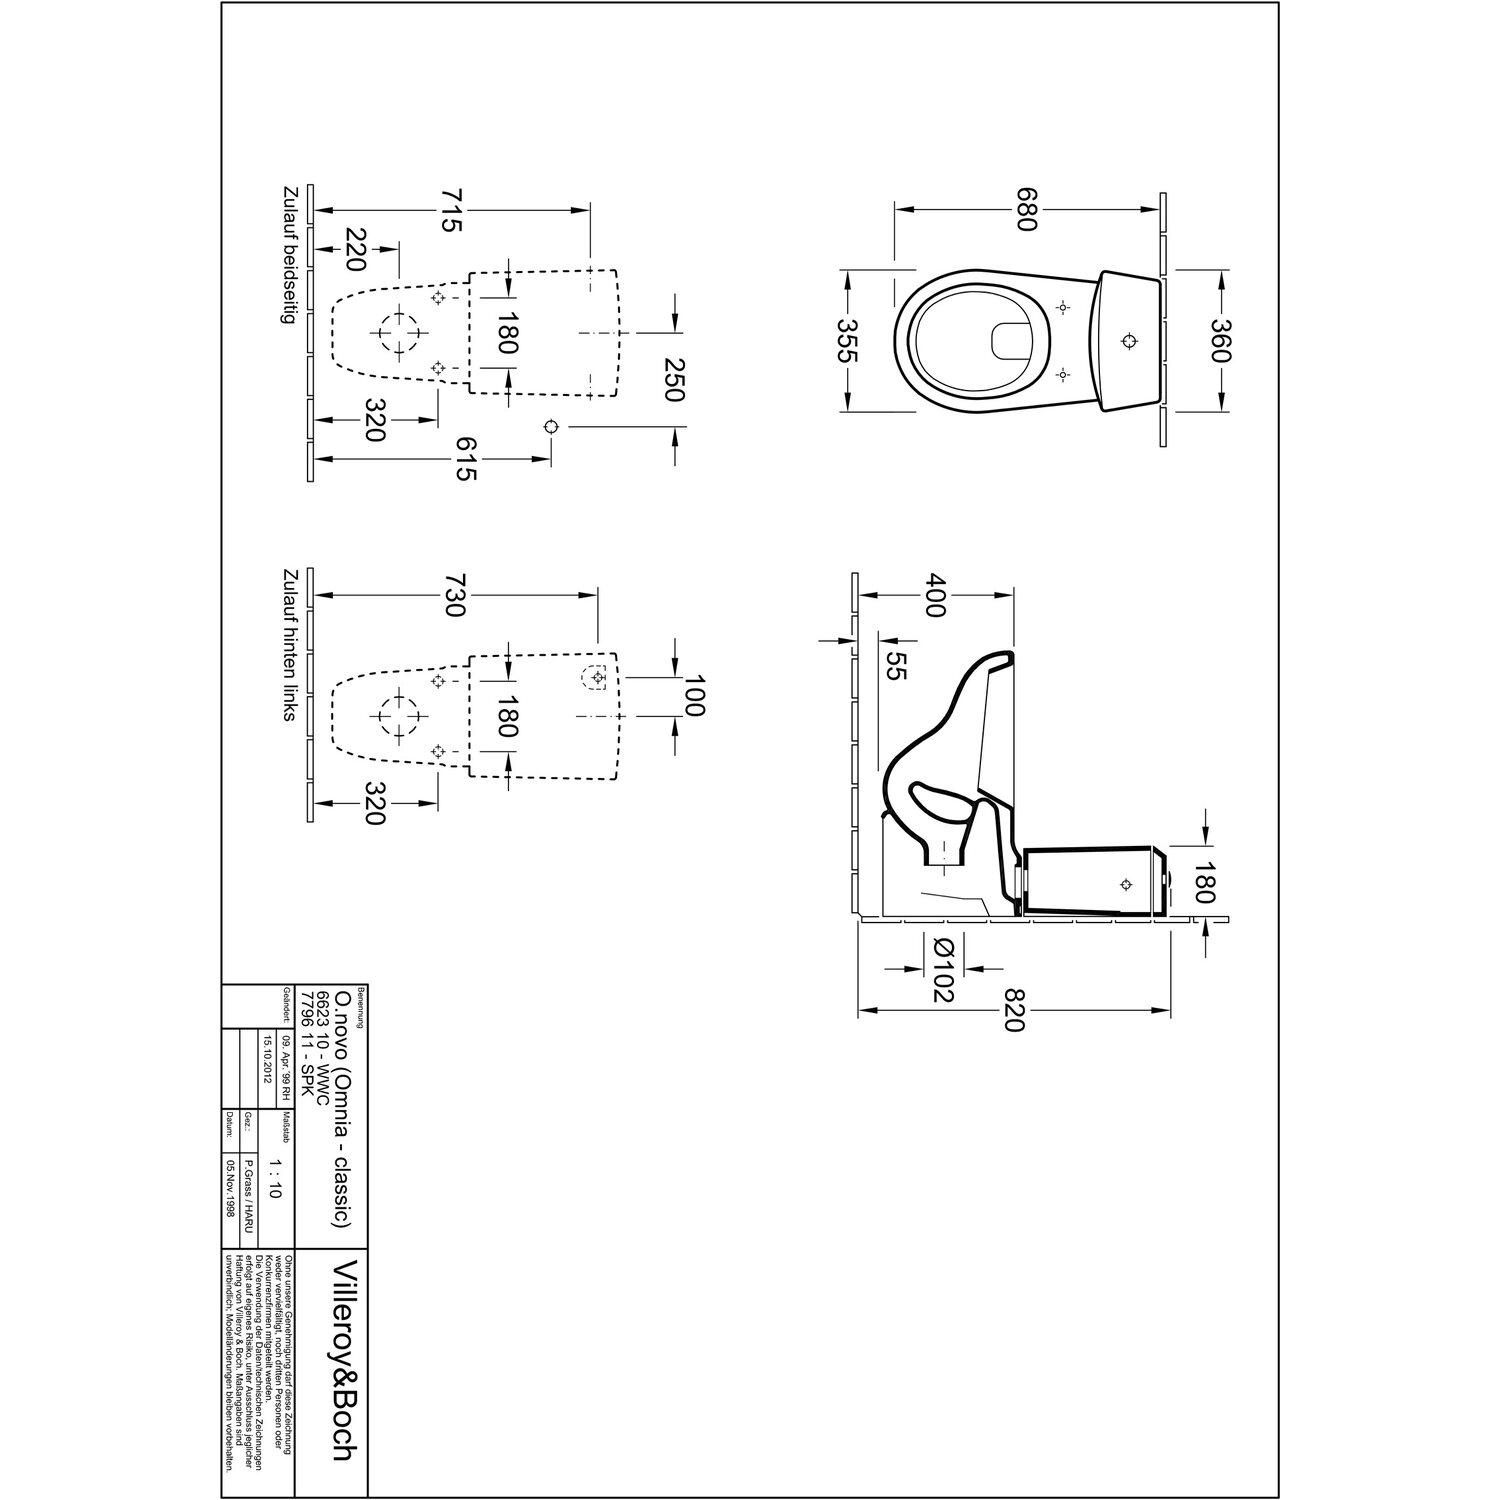 680
360
355
715
220
180
250
320
615
Zulauf beidseitig
400
55
180
Ø102
820
730
100
180
320
Zulauf hinten links
Benennung
O.novo (Omnia - classic)
6623 10 - WWC
7796 11 - SPK
Villeroy&Boch
Geändert:
09. Apr.'99 RH
15.10.2012
Maßstab
1 : 10
Gez.:
P.Grass / HARU
Datum:
05.Nov.1998
Ohne unsere Genehmigung darf diese Zeichnung
weder vervielfältigt, noch dritten Personen oder
Konkurrenzfirmen mitgeteilt werden.
Die Verwendung der Daten/technischen Zeichnungen
erfolgt auf eigenes Risiko, unter Ausschluss jeglicher
Haftung von Villeroy & Boch. Maßangaben sind
unverbindlich; Modelländerungen bleiben vorbehalten.